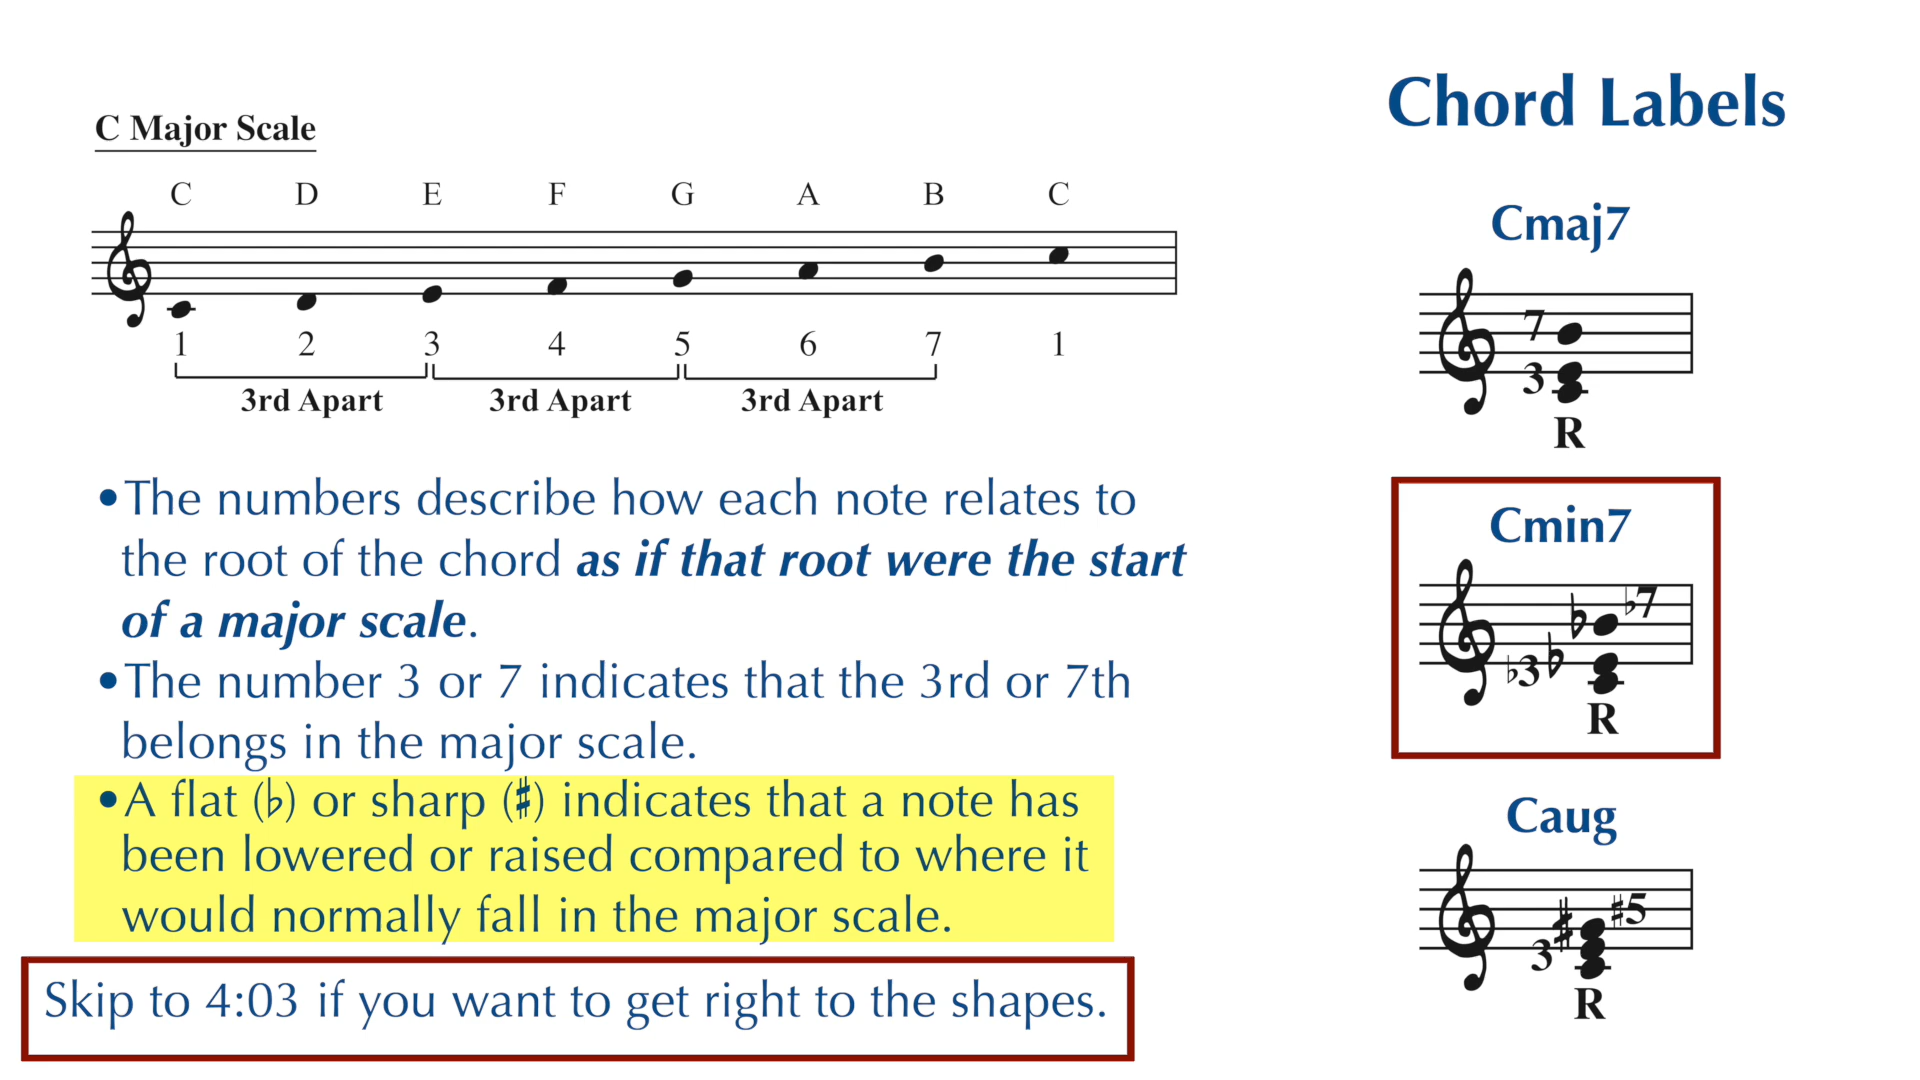 C Major Scale
C D E F G A B C
1 2 3 4 5 6 7 1
3rd Apart 3rd Apart 3rd Apart
•The numbers describe how each note relates to
the root of the chord as if that root were the start
of a major scale.
•The number 3 or 7 indicates that the 3rd or 7th
belongs in the major scale.
•A flat (♭) or sharp (♯) indicates that a note has
been lowered or raised compared to where it
would normally fall in the major scale.
Skip to 4:03 if you want to get right to the shapes.
Chord Labels
Cmaj7
7
3
R
Cmin7
♭7
♭3
R
Caug
♯5
3
R